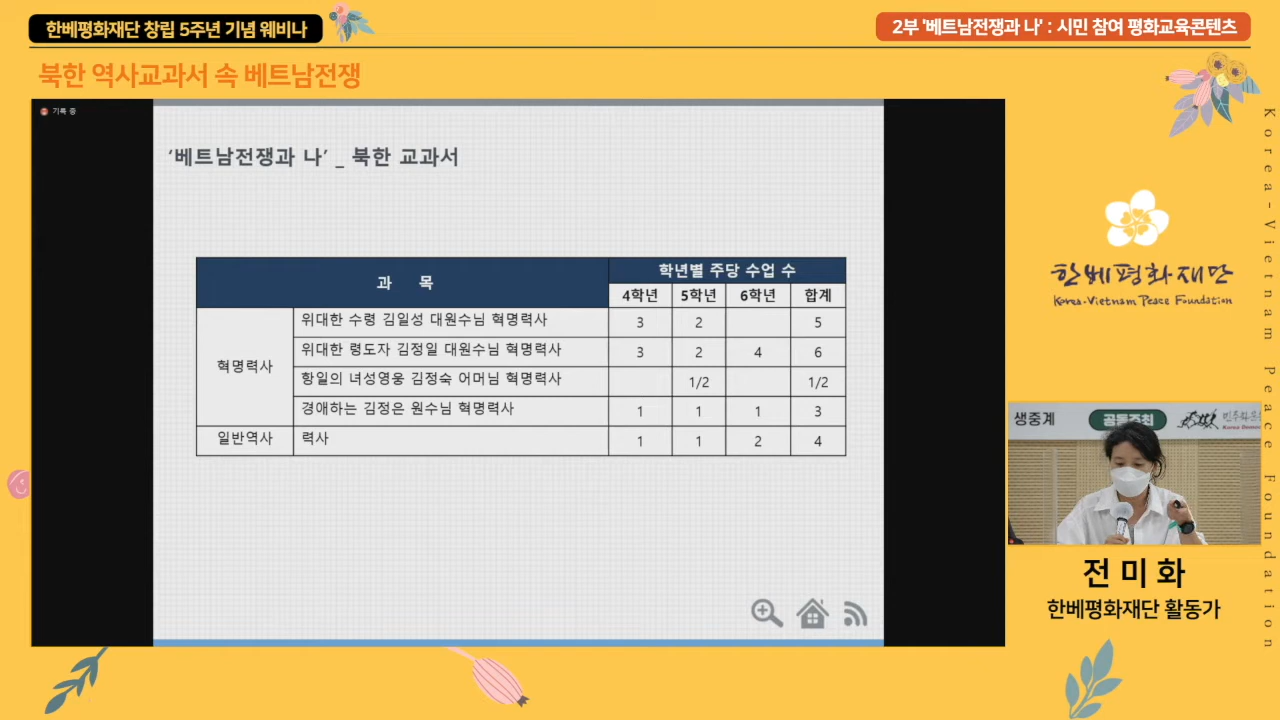 한베평화재단 창립 5주년 기념 웨비나
2부 '베트남전쟁과 나' : 시민 참여 평화교육콘텐츠
북한 역사교과서 속 베트남전쟁
기록 중
‘베트남전쟁과 나’ _ 북한 교과서
과 목 학년별 주당 수업 수
4학년 5학년 6학년 합계
혁명력사
위대한 수령 김일성 대원수님 혁명력사 3 2 5
위대한 령도자 김정일 대원수님 혁명력사 3 2 4 6
항일의 녀성영웅 김정숙 어머님 혁명력사 1/2 1/2
경애하는 김정은 원수님 혁명력사 1 1 1 3
일반역사 력사 1 1 2 4
한베평화재단
Korea-Vietnam Peace Foundation
생중계 공동주최
전 미 화
한베평화재단 활동가
Korea-Vietnam Peace Foundation